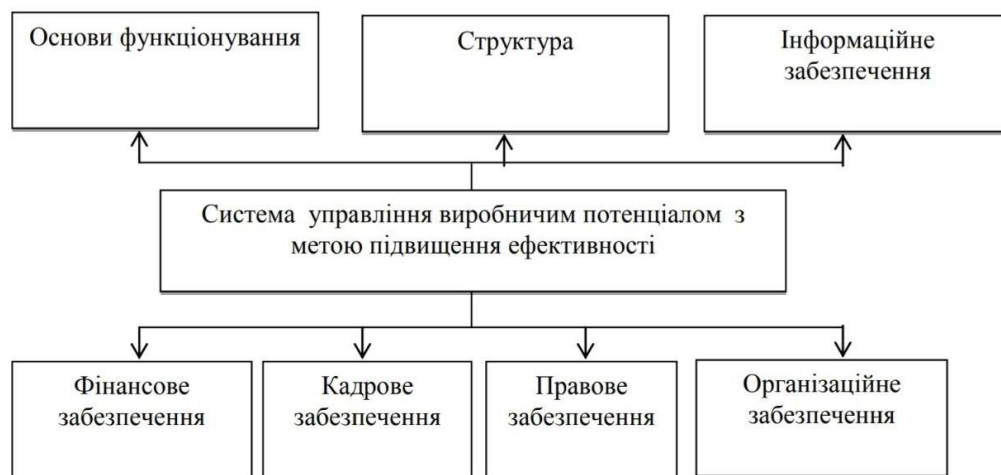 Основи функціонування
Структура
Інформаційне
забезпечення
Система управління виробничим потенціалом з
метою підвищення ефективності
Фінансове
забезпечення
Кадрове
забезпечення
Правове
забезпечення
Організаційне
забезпечення